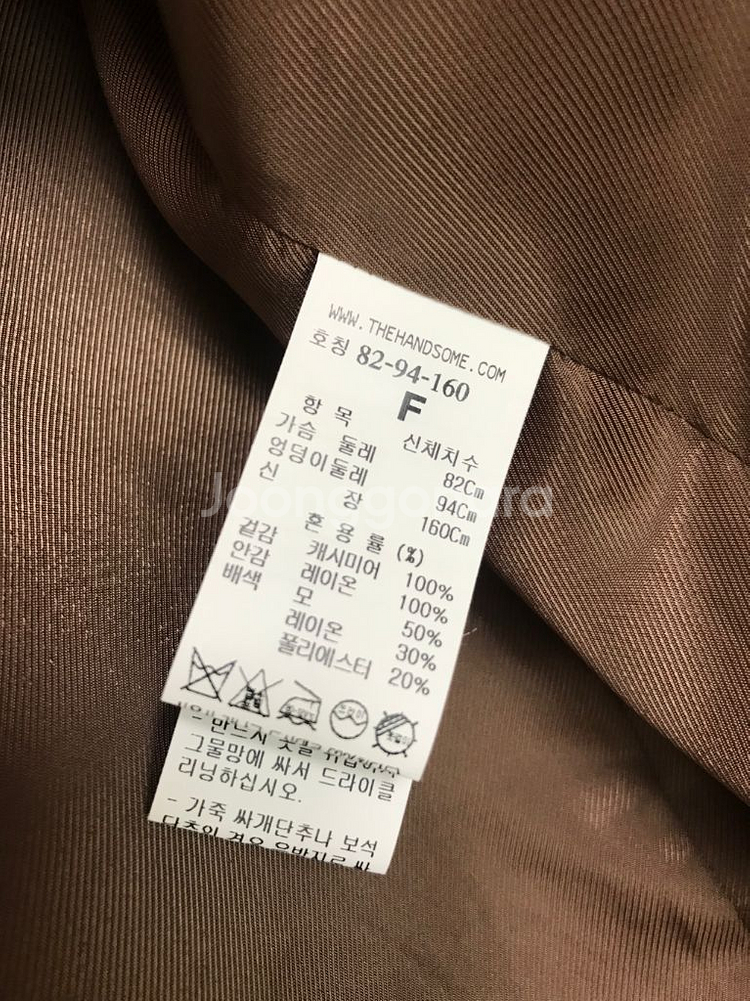 WWW.THEHANDSOME.COM
호칭 82-94-160
F
항 목 신체치수
가슴 둘레 82Cm
엉덩이둘레 94Cm
신 장 160Cm
혼 용 률 (%)
겉감 캐시미어 100%
안감 레이온 100%
배색 모 50%
레이온 30%
폴리에스터 20%
그물망에 싸서 드라이클
리닝하십시오.
- 가죽 싸개단추나 보석
Joonggonara